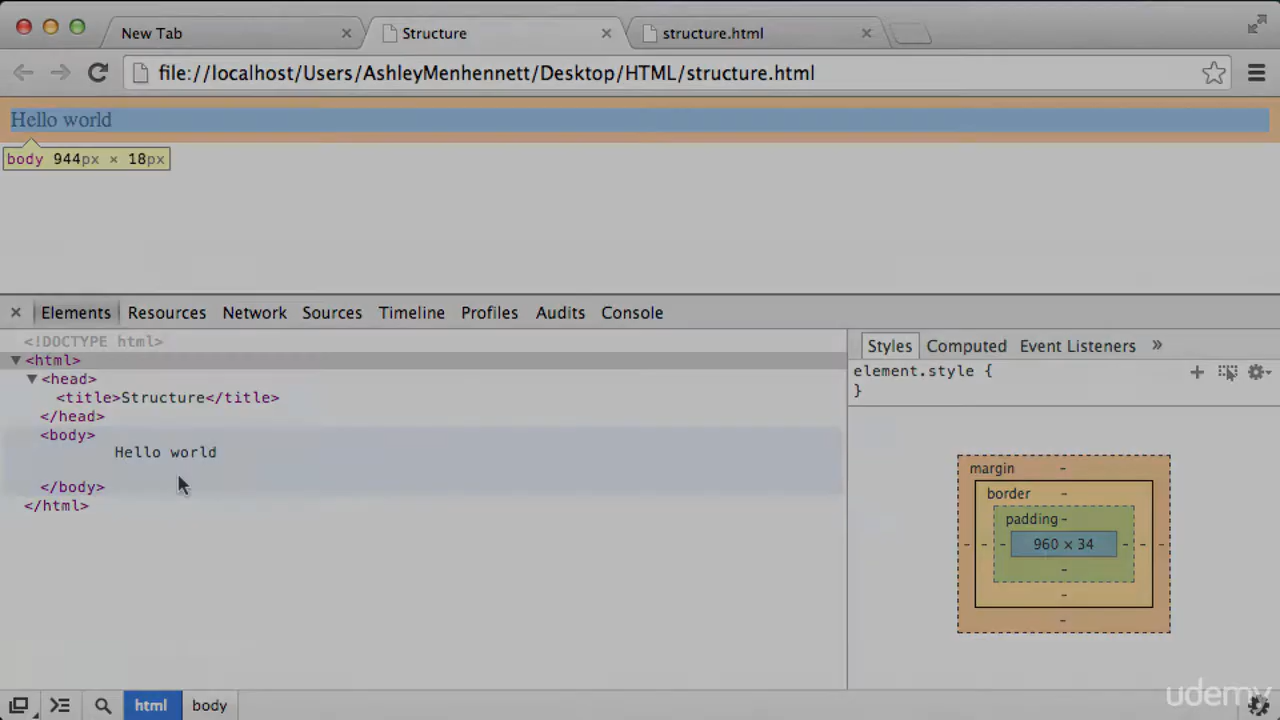 New Tab
Structure
structure.html
file://localhost/Users/AshleyMenhennett/Desktop/HTML/structure.html
Hello world
body 944px × 18px
Elements Resources Network Sources Timeline Profiles Audits Console
<!DOCTYPE html>
<html>
<head>
<title>Structure</title>
</head>
<body>
Hello world
</body>
</html>
Styles Computed Event Listeners »
element.style {
}
margin -
border -
padding -
- - - 960 × 34 - - -
-
-
-
html body
udemy